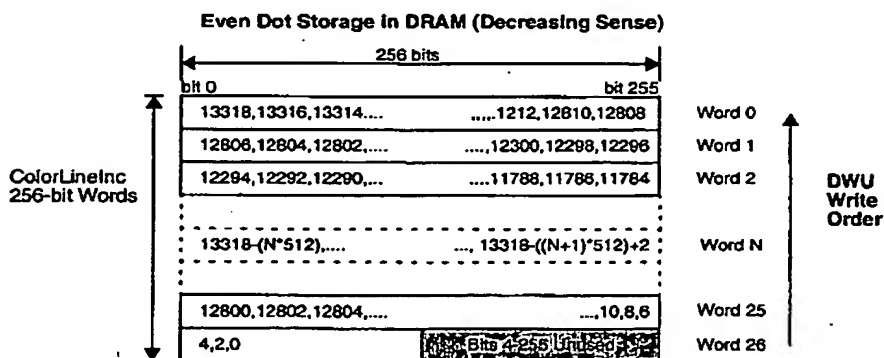 Even Dot Storage in DRAM (Decreasing Sense)
256 bits
bit 0 bit 255
13318,13316,13314.... .....1212,12810,12808 Word 0
12806,12804,12802,.... ....,12300,12298,12296 Word 1
12294,12292,12290,... ....11788,11786,11784 Word 2
ColorLineInc
256-bit Words
DWU
Write
Order
13318-(N*512),.... ..., 13318-((N+1)*512)+2 Word N
12800,12802,12804,.... ...,10,8,6 Word 25
4,2,0 Bits 4-255 Unused Word 26